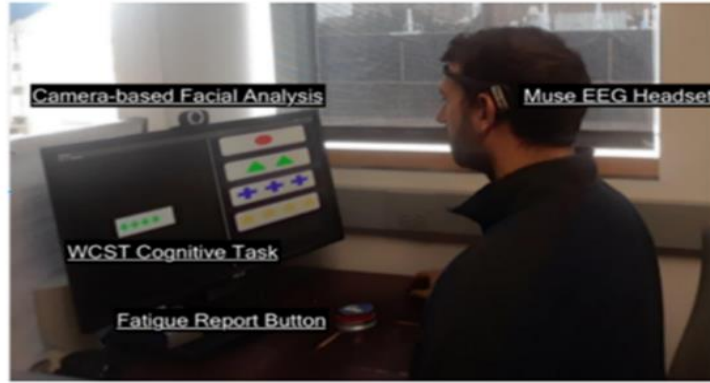 Camera-based Facial Analysis
Muse EEG Headset
WCST Cognitive Task
Fatigue Report Button